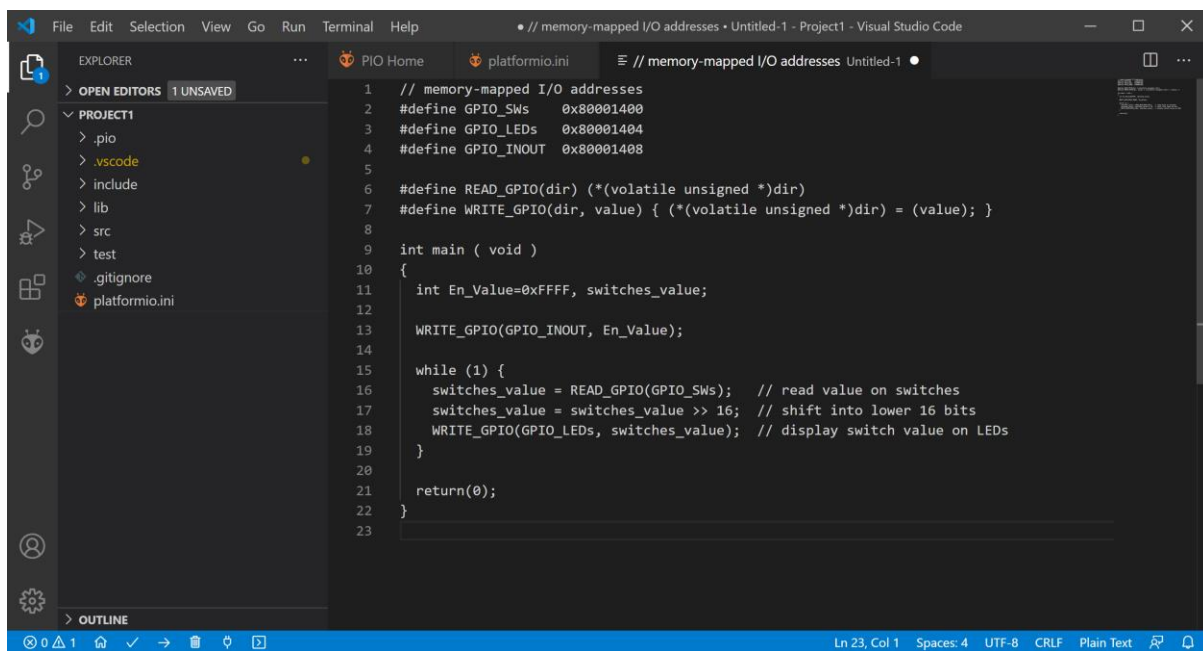 File Edit Selection View Go Run Terminal Help ● // memory-mapped I/O addresses • Untitled-1 - Project1 - Visual Studio Code
EXPLORER ...
PIO Home platformio.ini // memory-mapped I/O addresses Untitled-1 ●
> OPEN EDITORS 1 UNSAVED
PROJECT1
> .pio
> .vscode
> include
> lib
> src
> test
.gitignore
platformio.ini
> OUTLINE
1 // memory-mapped I/O addresses
2 #define GPIO_SWs    0x80001400
3 #define GPIO_LEDs   0x80001404
4 #define GPIO_INOUT  0x80001408
5
6 #define READ_GPIO(dir) (*(volatile unsigned *)dir)
7 #define WRITE_GPIO(dir, value) { (*(volatile unsigned *)dir) = (value); }
8
9 int main ( void )
10 {
11   int En_Value=0xFFFF, switches_value;
12
13   WRITE_GPIO(GPIO_INOUT, En_Value);
14
15   while (1) {
16     switches_value = READ_GPIO(GPIO_SWs);   // read value on switches
17     switches_value = switches_value >> 16;  // shift into lower 16 bits
18     WRITE_GPIO(GPIO_LEDs, switches_value);  // display switch value on LEDs
19   }
20
21   return(0);
22 }
23
1
0 1 Ln 23, Col 1 Spaces: 4 UTF-8 CRLF Plain Text